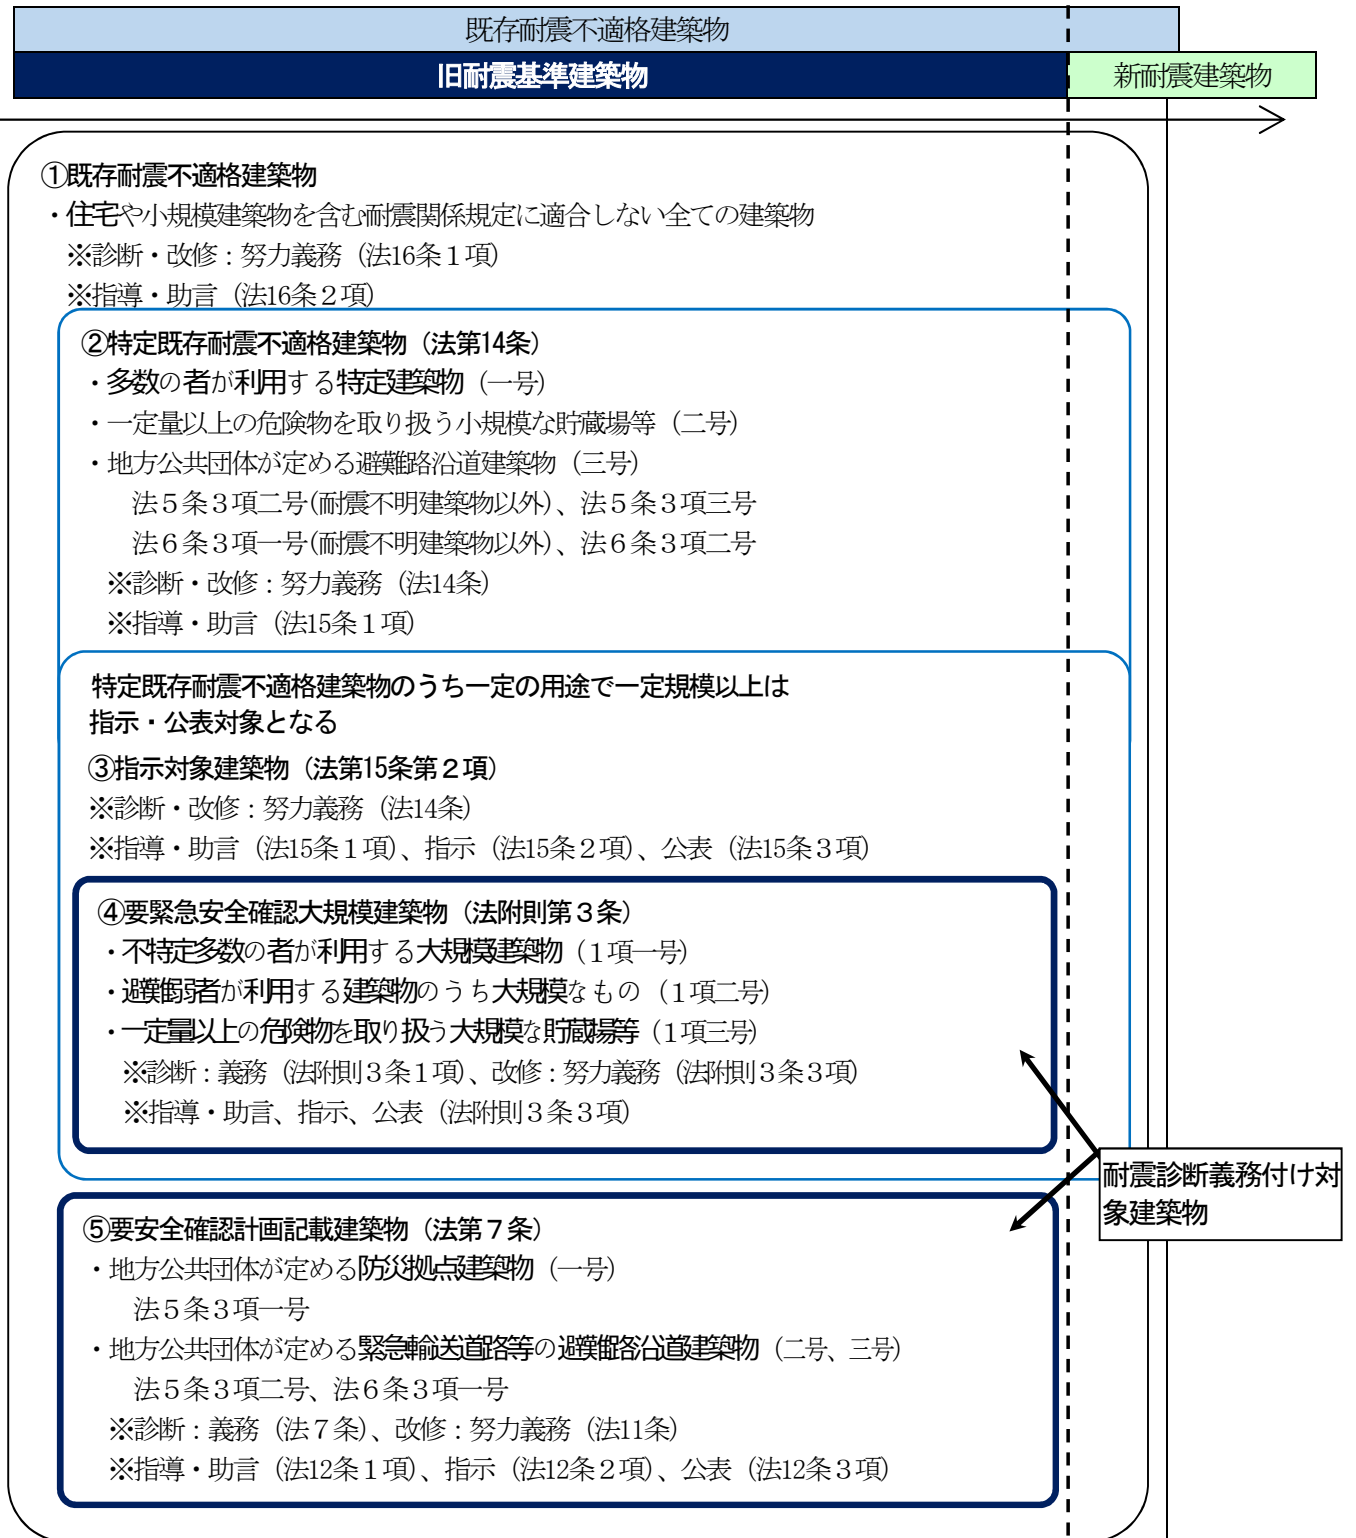 既存耐震不適格建築物
旧耐震基準建築物
新耐震建築物
①既存耐震不適格建築物
・住宅や小規模建築物を含む耐震関係規定に適合しない全ての建築物
※診断・改修：努力義務（法16条１項）
※指導・助言（法16条２項）
②特定既存耐震不適格建築物（法第14条）
・多数の者が利用する特定建築物（一号）
・一定量以上の危険物を取り扱う小規模な貯蔵場等（二号）
・地方公共団体が定める避難路沿道建築物（三号）
法５条３項二号(耐震不明建築物以外)、法５条３項三号
法６条３項一号(耐震不明建築物以外)、法６条３項二号
※診断・改修：努力義務（法14条）
※指導・助言（法15条１項）
特定既存耐震不適格建築物のうち一定の用途で一定規模以上は
指示・公表対象となる
③指示対象建築物（法第15条第２項）
※診断・改修：努力義務（法14条）
※指導・助言（法15条１項）、指示（法15条２項）、公表（法15条３項）
④要緊急安全確認大規模建築物（法附則第３条）
・不特定多数の者が利用する大規模建築物（１項一号）
・避難弱者が利用する建築物のうち大規模なもの（１項二号）
・一定量以上の危険物を取り扱う大規模な貯蔵場等（１項三号）
※診断：義務（法附則３条１項）、改修：努力義務（法附則３条３項）
※指導・助言、指示、公表（法附則３条３項）
耐震診断義務付け対
象建築物
⑤要安全確認計画記載建築物（法第７条）
・地方公共団体が定める防災拠点建築物（一号）
法５条３項一号
・地方公共団体が定める緊急輸送道路等の避難路沿道建築物（二号、三号）
法５条３項二号、法６条３項一号
※診断：義務（法７条）、改修：努力義務（法11条）
※指導・助言（法12条１項）、指示（法12条２項）、公表（法12条３項）